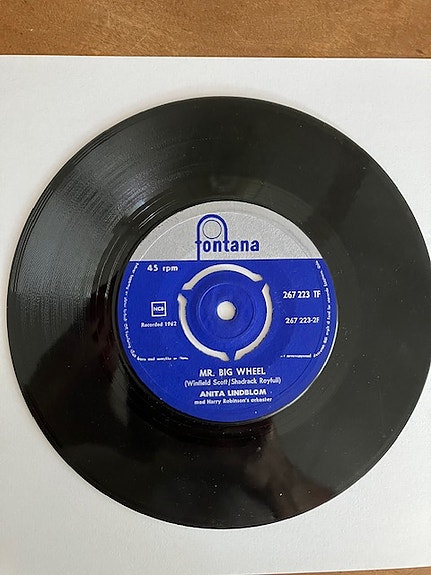 fontana
45 rpm
NCB
267 223 TF
Recorded 1962
267 223-2F
MR. BIG WHEEL
(Winfield Scott/Shadrack Royfull)
ANITA LINDBLOM
med Harry Robinson's orkester